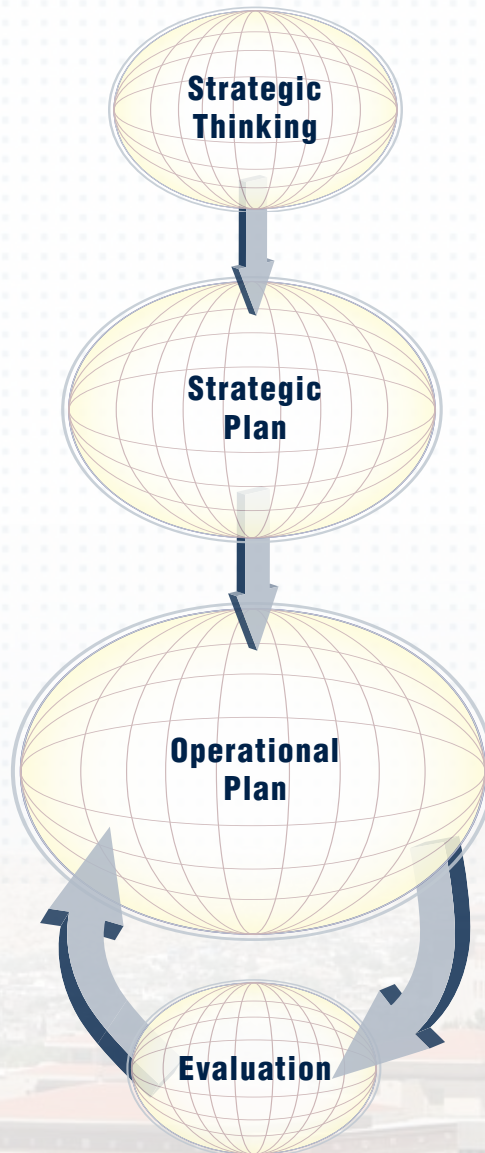 Strategic
Thinking
Strategic
Plan
Operational
Plan
Evaluation